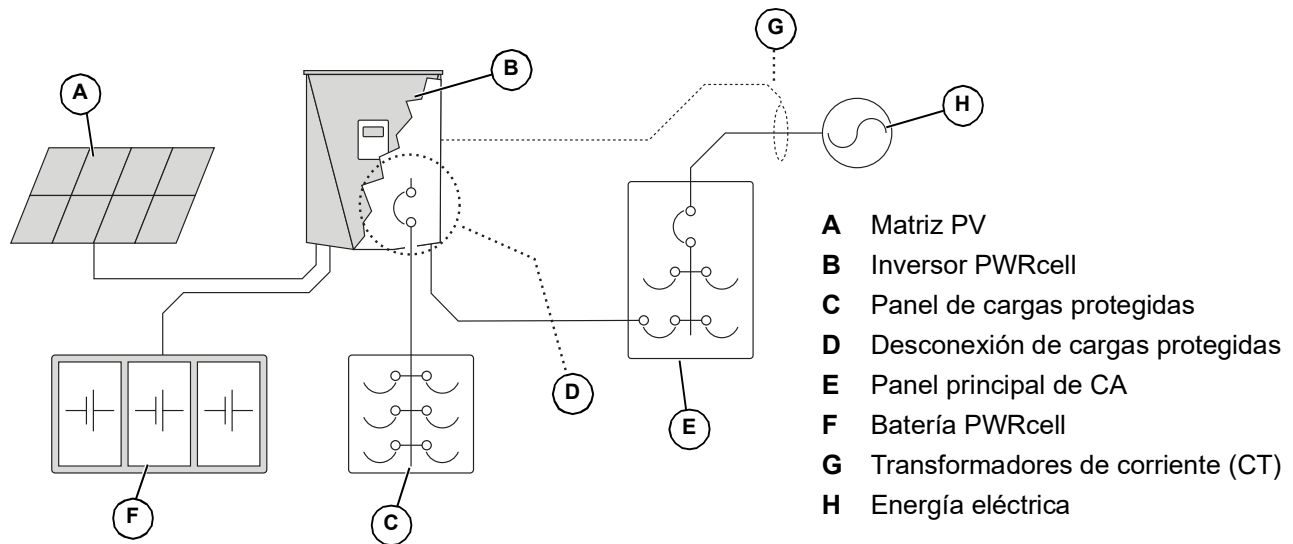 G
B
A
H
A Matriz PV
B Inversor PWRcell
C Panel de cargas protegidas
D Desconexión de cargas protegidas
E Panel principal de CA
F Batería PWRcell
G Transformadores de corriente (CT)
H Energía eléctrica
D
E
F
C